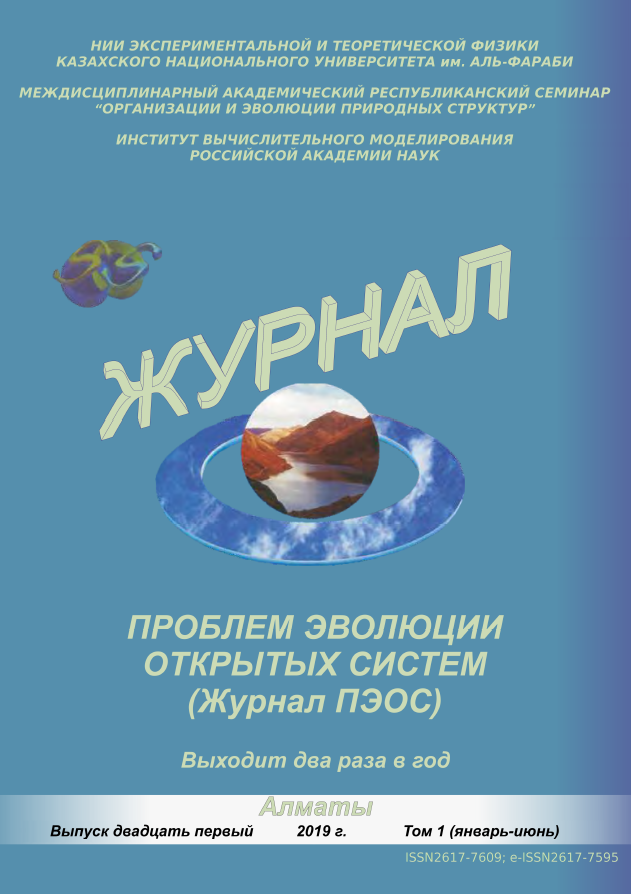 НИИ ЭКСПЕРИМЕНТАЛЬНОЙ И ТЕОРЕТИЧЕСКОЙ ФИЗИКИ
КАЗАХСКОГО НАЦИОНАЛЬНОГО УНИВЕРСИТЕТА им. АЛЬ-ФАРАБИ
МЕЖДИСЦИПЛИНАРНЫЙ АКАДЕМИЧЕСКИЙ РЕСПУБЛИКАНСКИЙ СЕМИНАР
“ОРГАНИЗАЦИИ И ЭВОЛЮЦИИ ПРИРОДНЫХ СТРУКТУР”
ИНСТИТУТ ВЫЧИСЛИТЕЛЬНОГО МОДЕЛИРОВАНИЯ
РОССИЙСКОЙ АКАДЕМИИ НАУК
ЖУРНАЛ
ПРОБЛЕМ ЭВОЛЮЦИИ
ОТКРЫТЫХ СИСТЕМ
(Журнал ПЭОС)
Выходит два раза в год
Алматы
Выпуск двадцать первый 2019 г. Том 1 (январь-июнь)
ISSN2617-7609; e-ISSN2617-7595